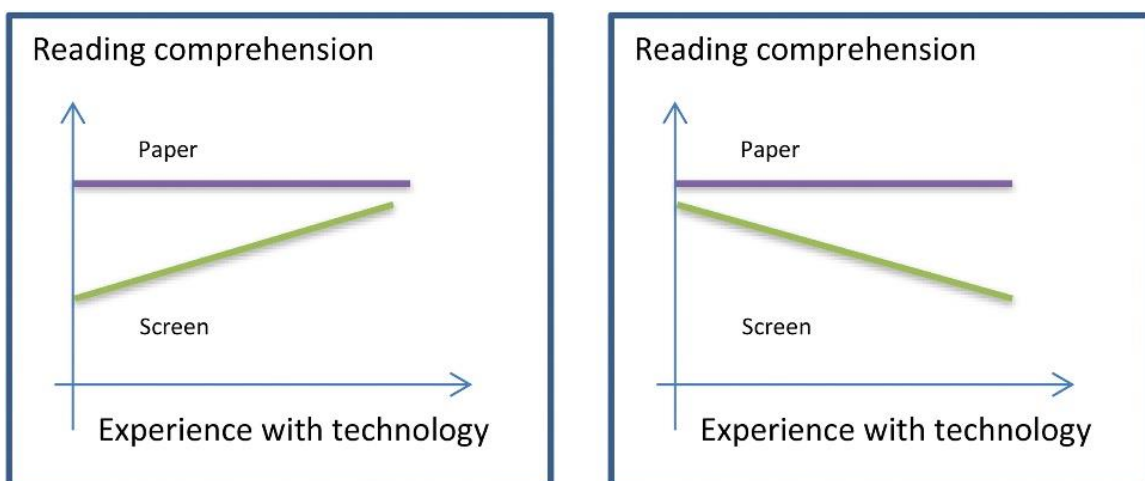 Reading comprehension
Paper
Screen
Experience with technology
Reading comprehension
Paper
Screen
Experience with technology